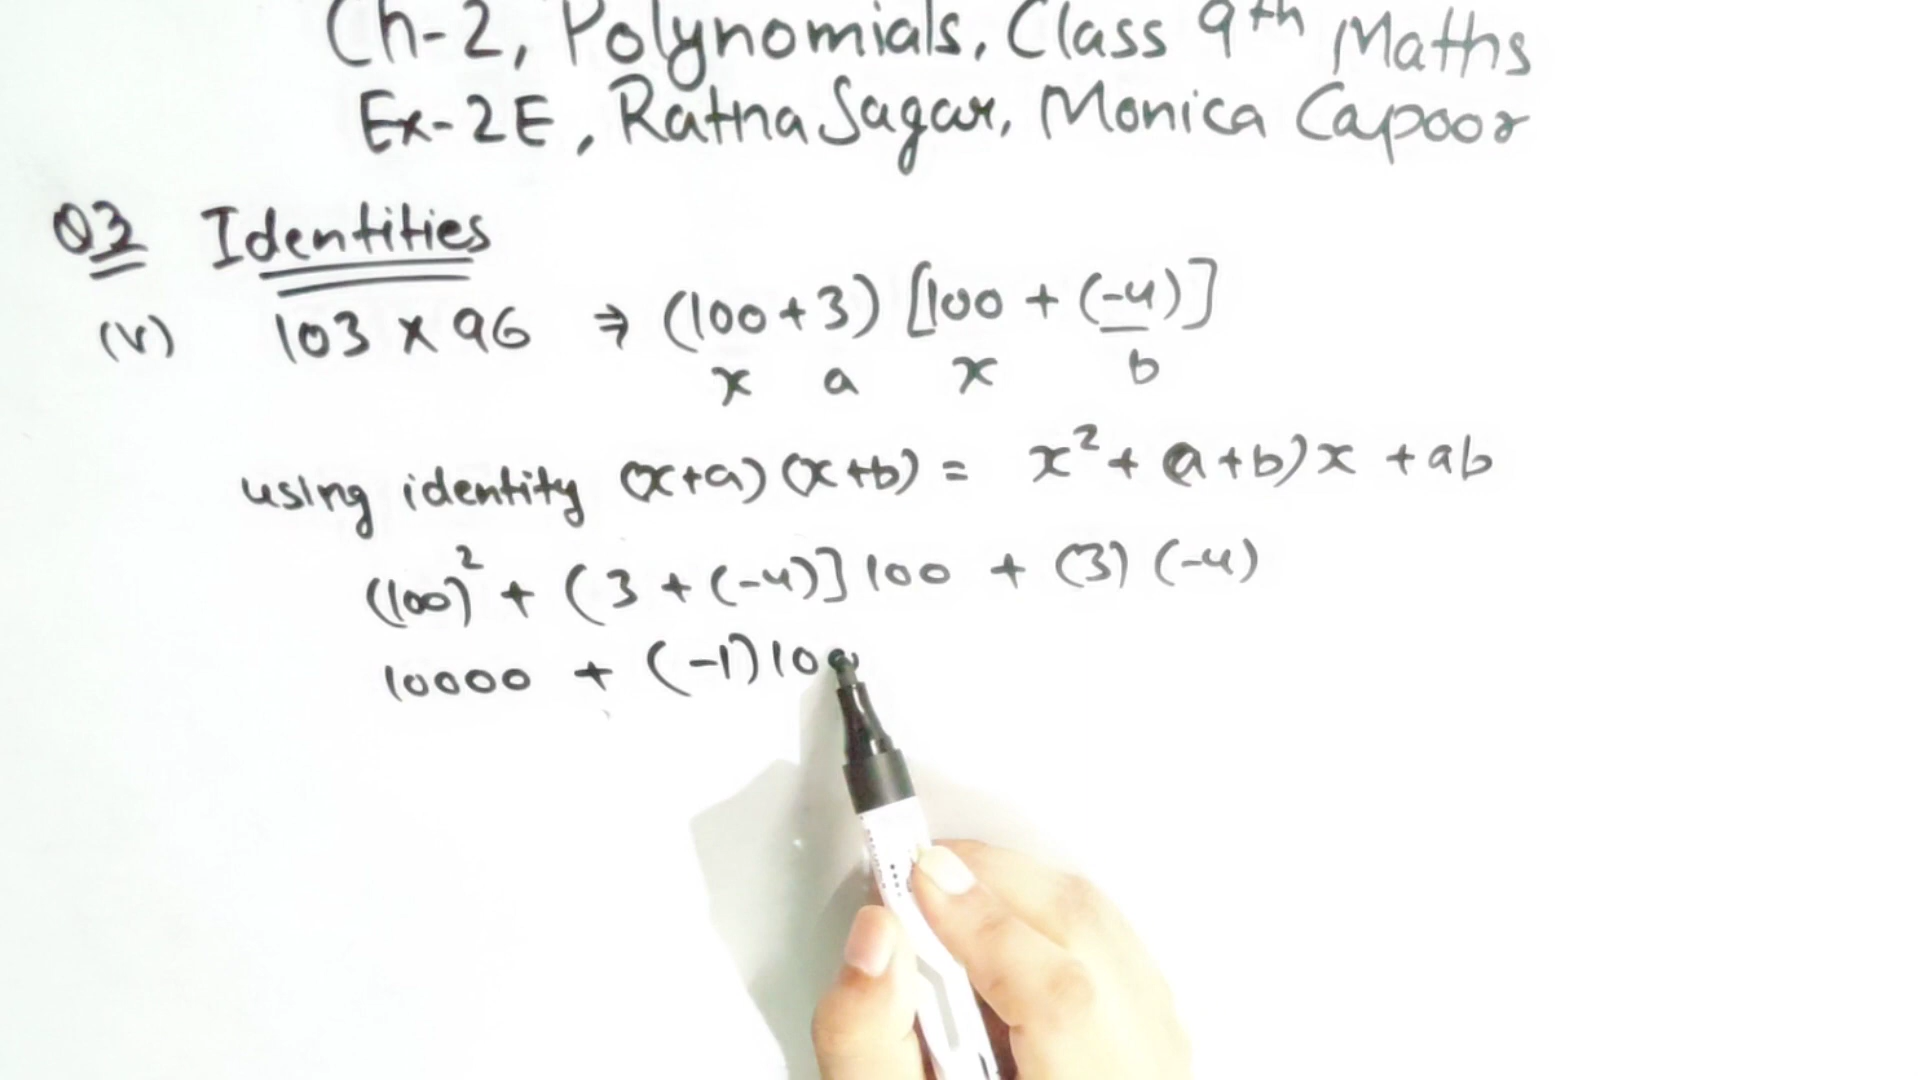 Ch-2, Polynomials, Class 9th Maths
Ex-2E, Ratna Sagar, Monica Capoor
Q3 Identities
(v) 103 x 96 ⇒ (100+3) [100 + (-4)]
x a x b
using identity (x+a) (x+b) = x² + (a+b)x + ab
(100)² + (3 + (-4)] 100 + (3) (-4)
10000 + (-1) 100